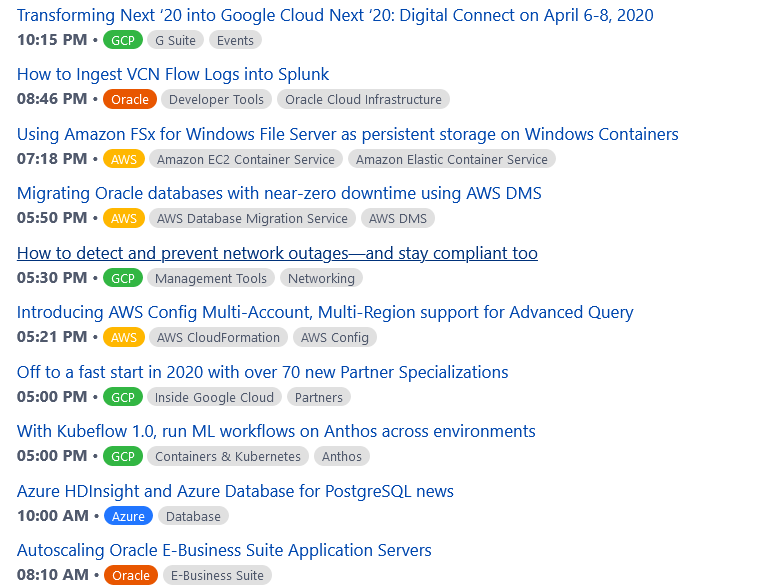 Transforming Next ‘20 into Google Cloud Next ‘20: Digital Connect on April 6-8, 2020
10:15 PM • GCP G Suite Events
How to Ingest VCN Flow Logs into Splunk
08:46 PM • Oracle Developer Tools Oracle Cloud Infrastructure
Using Amazon FSx for Windows File Server as persistent storage on Windows Containers
07:18 PM • AWS Amazon EC2 Container Service Amazon Elastic Container Service
Migrating Oracle databases with near-zero downtime using AWS DMS
05:50 PM • AWS AWS Database Migration Service AWS DMS
How to detect and prevent network outages—and stay compliant too
05:30 PM • GCP Management Tools Networking
Introducing AWS Config Multi-Account, Multi-Region support for Advanced Query
05:21 PM • AWS AWS CloudFormation AWS Config
Off to a fast start in 2020 with over 70 new Partner Specializations
05:00 PM • GCP Inside Google Cloud Partners
With Kubeflow 1.0, run ML workflows on Anthos across environments
05:00 PM • GCP Containers & Kubernetes Anthos
Azure HDInsight and Azure Database for PostgreSQL news
10:00 AM • Azure Database
Autoscaling Oracle E-Business Suite Application Servers
08:10 AM • Oracle E-Business Suite